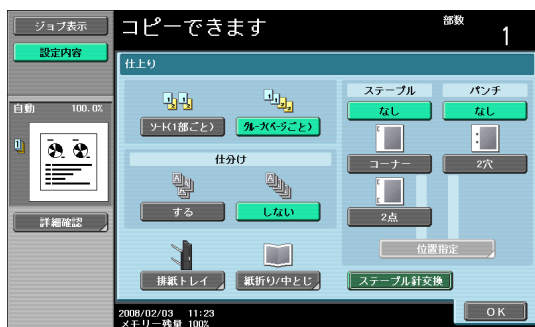 ジョブ表示
設定内容
コピーできます
部数
1
仕上り
自動 100.0%
詳細確認
ソート(1部ごと)
グループ(ページごと)
仕分け
する
しない
排紙トレイ
紙折り/中とじ
ステープル
なし
コーナー
2点
パンチ
なし
2穴
位置指定
ステープル針交換
2008/02/03 11:23
メモリー残量 100%
OK